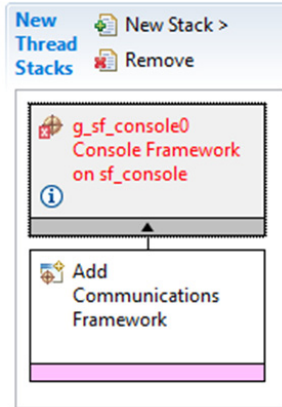 New
Thread
Stacks
New Stack >
Remove
g_sf_console0
Console Framework
on sf_console
Add
Communications
Framework